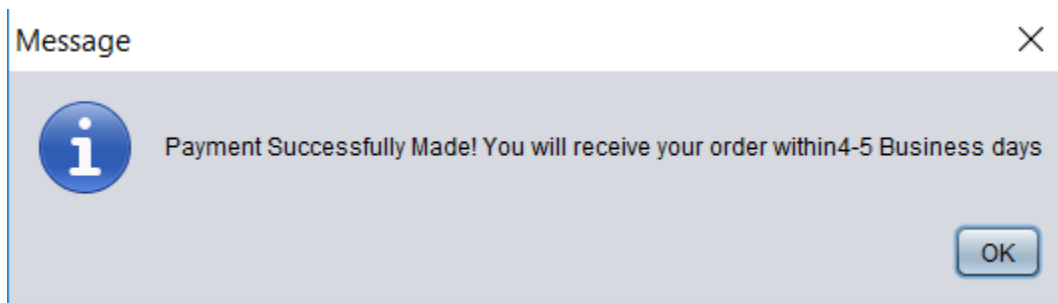 Message
Payment Successfully Made! You will receive your order within4-5 Business days
OK